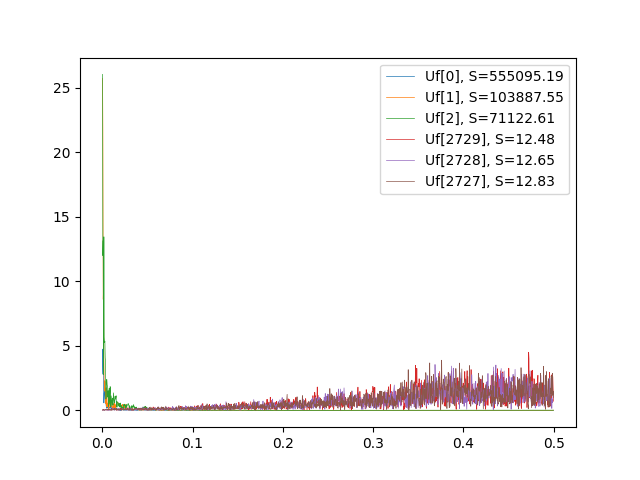 25
20
15
10
5
0
0.0 0.1 0.2 0.3 0.4 0.5
Uf[0], S=555095.19
Uf[1], S=103887.55
Uf[2], S=71122.61
Uf[2729], S=12.48
Uf[2728], S=12.65
Uf[2727], S=12.83